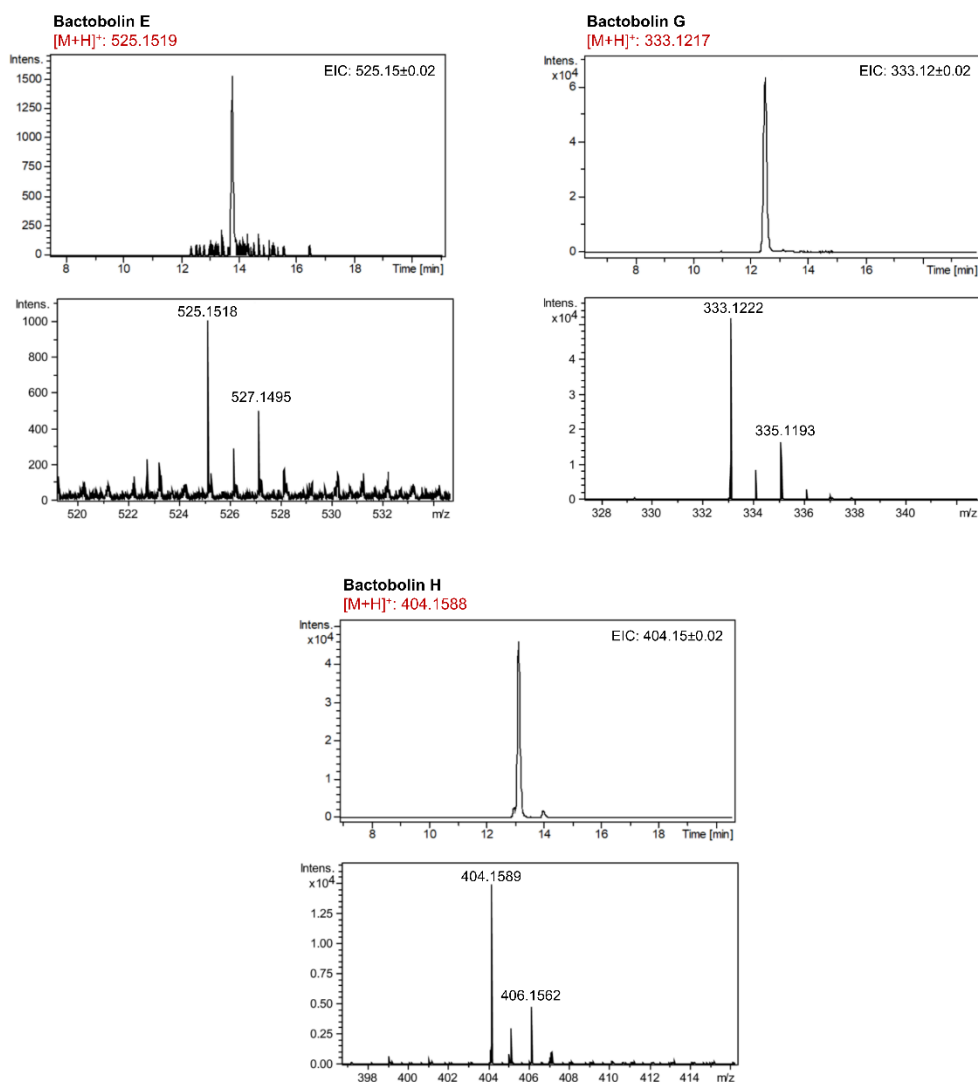 Bactobolin E
[M+H]+: 525.1519
Intens.
EIC: 525.15±0.02
1500
1250
1000
750
500
250
0
8 10 12 14 16 18 Time [min]
Intens.
1000
800
600
400
200
0
525.1518
527.1495
520 522 524 526 528 530 532 m/z
Bactobolin G
[M+H]+: 333.1217
Intens.
x10⁴
EIC: 333.12±0.02
6
4
2
0
8 10 12 14 16 Time [min]
Intens.
x10⁴
333.1222
4
335.1193
3
2
1
0
328 330 332 334 336 338 340 m/z
Bactobolin H
[M+H]+: 404.1588
Intens.
x10⁴
EIC: 404.15±0.02
4
3
2
1
0
8 10 12 14 16 18 Time [min]
Intens.
x10⁴
404.1589
1.25
1.00
0.75
406.1562
0.50
0.25
0.00
398 400 402 404 406 408 410 412 414 m/z